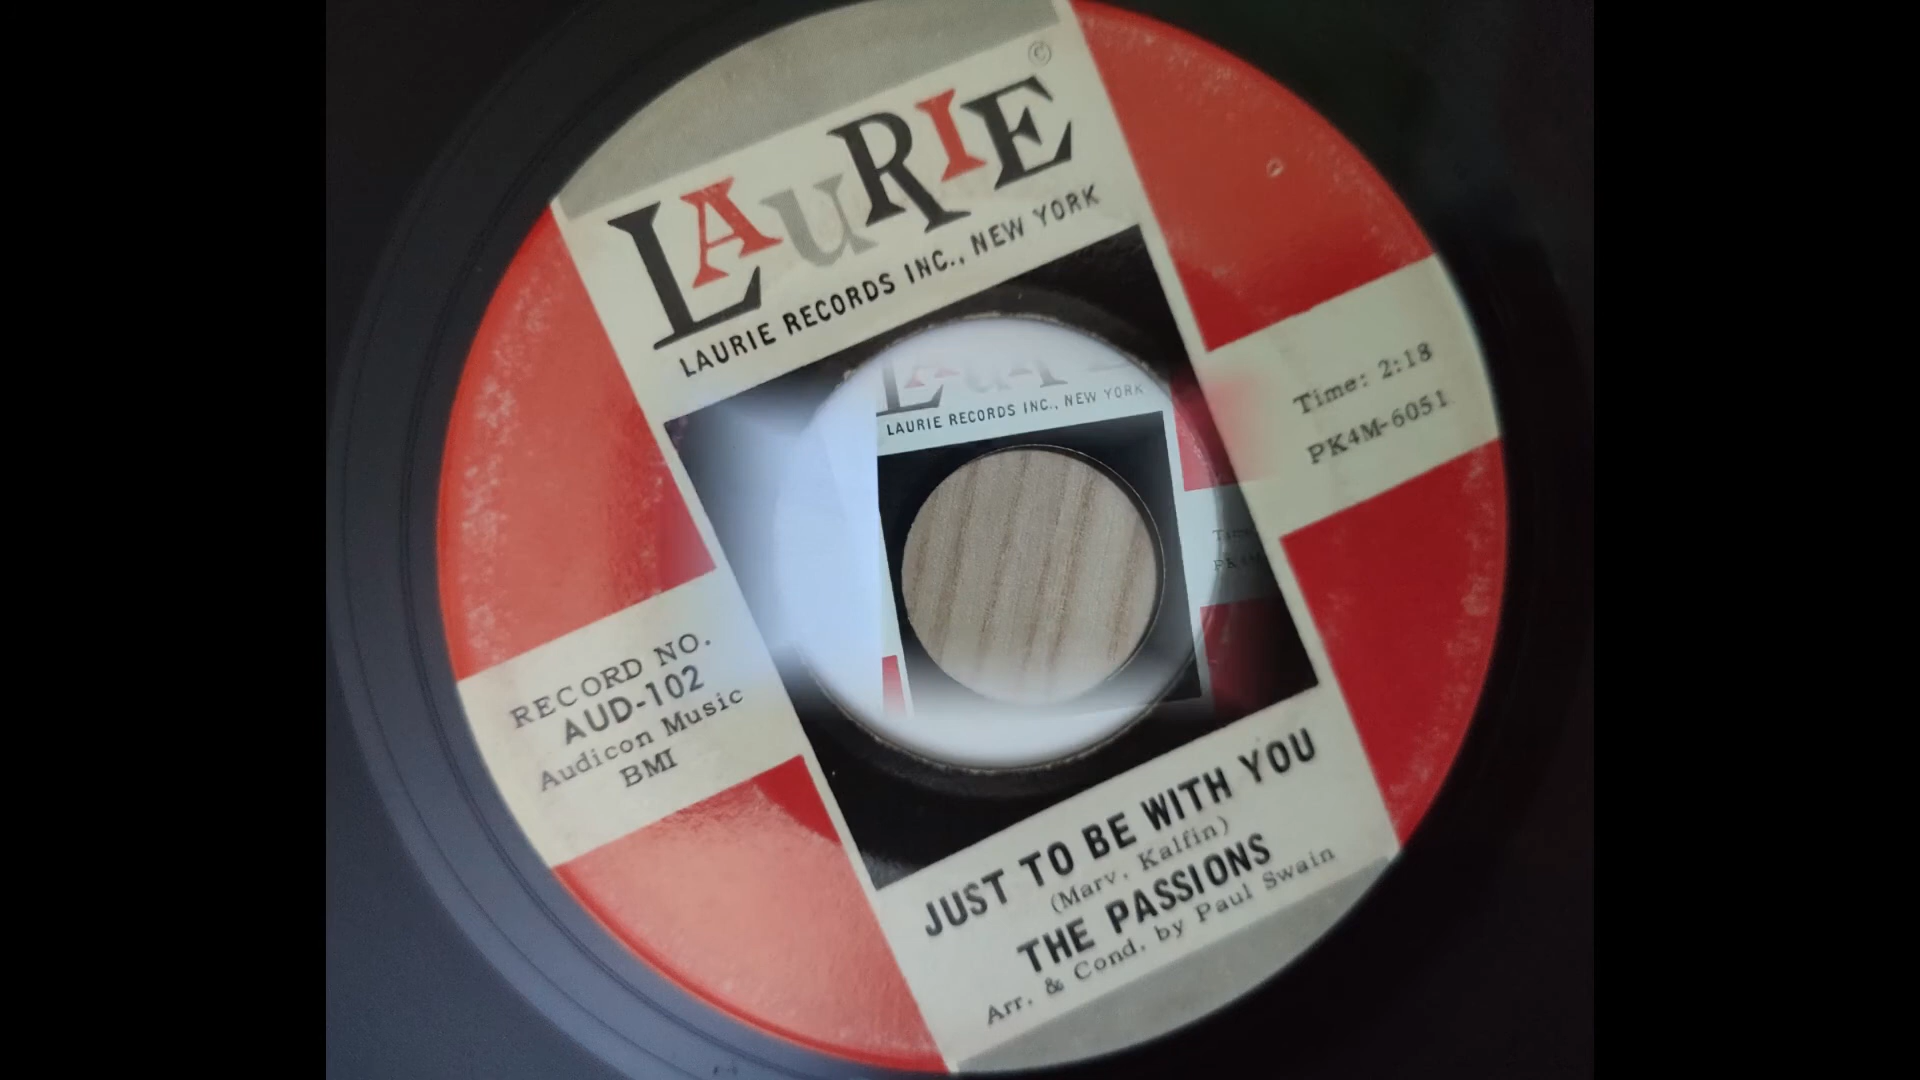 ©
LAuRIE
LAURIE RECORDS INC., NEW YORK
Time: 2:18
PK4M-6051
RECORD NO.
AUD-102
Audicon Music
BMI
JUST TO BE WITH YOU
(Marv. Kalfin)
THE PASSIONS
Arr. & Cond. by Paul Swain
LAuRIE
LAURIE RECORDS INC., NEW YORK